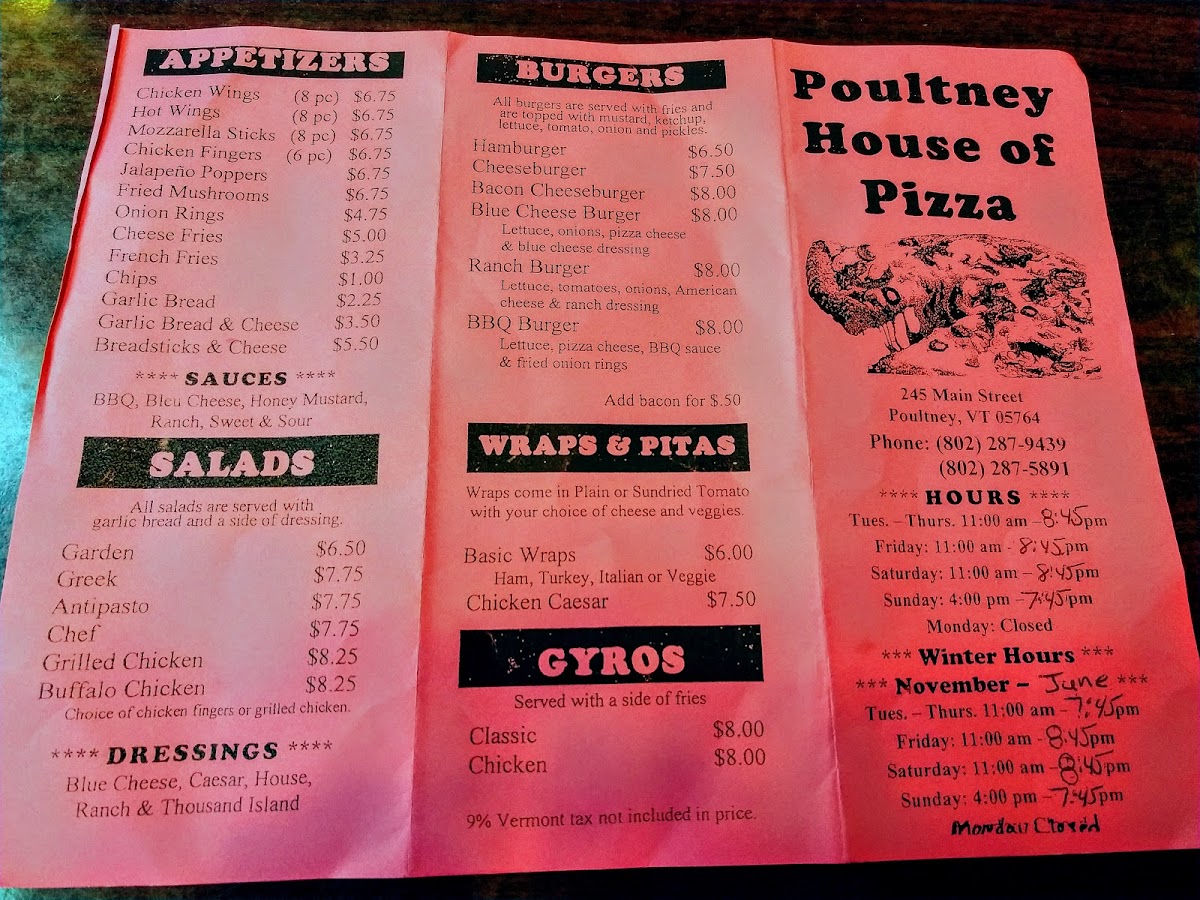 APPETIZERS
Chicken Wings (8 pc) $6.75
Hot Wings (8 pc) $6.75
Mozzarella Sticks (8 pc) $6.75
Chicken Fingers (6 pc) $6.75
Jalapeño Poppers $6.75
Fried Mushrooms $6.75
Onion Rings $4.75
Cheese Fries $5.00
French Fries $3.25
Chips $1.00
Garlic Bread $2.25
Garlic Bread & Cheese $3.50
Breadsticks & Cheese $5.50
**** SAUCES ****
BBQ, Bleu Cheese, Honey Mustard,
Ranch, Sweet & Sour
SALADS
All salads are served with
garlic bread and a side of dressing.
Garden $6.50
Greek $7.75
Antipasto $7.75
Chef $7.75
Grilled Chicken $8.25
Buffalo Chicken $8.25
Choice of chicken fingers or grilled chicken.
**** DRESSINGS ****
Blue Cheese, Caesar, House,
Ranch & Thousand Island
BURGERS
All burgers are served with fries and
are topped with mustard, ketchup,
lettuce, tomato, onion and pickles.
Hamburger $6.50
Cheeseburger $7.50
Bacon Cheeseburger $8.00
Blue Cheese Burger $8.00
Lettuce, onions, pizza cheese
& blue cheese dressing
Ranch Burger $8.00
Lettuce, tomatoes, onions, American
cheese & ranch dressing
BBQ Burger $8.00
Lettuce, pizza cheese, BBQ sauce
& fried onion rings
Add bacon for $.50
WRAPS & PITAS
Wraps come in Plain or Sundried Tomato
with your choice of cheese and veggies.
Basic Wraps $6.00
Ham, Turkey, Italian or Veggie
Chicken Caesar $7.50
GYROS
Served with a side of fries
Classic $8.00
Chicken $8.00
9% Vermont tax not included in price.
Poultney
House of
Pizza
245 Main Street
Poultney, VT 05764
Phone: (802) 287-9439
(802) 287-5891
**** HOURS ****
Tues. – Thurs. 11:00 am – 8:45pm
Friday: 11:00 am - 8:45pm
Saturday: 11:00 am – 8:45pm
Sunday: 4:00 pm – 7:45pm
Monday: Closed
*** Winter Hours ***
*** November – June ***
Tues. – Thurs. 11:00 am – 7:45pm
Friday: 11:00 am - 8:45pm
Saturday: 11:00 am – 8:45pm
Sunday: 4:00 pm – 7:45pm
Monday Closed